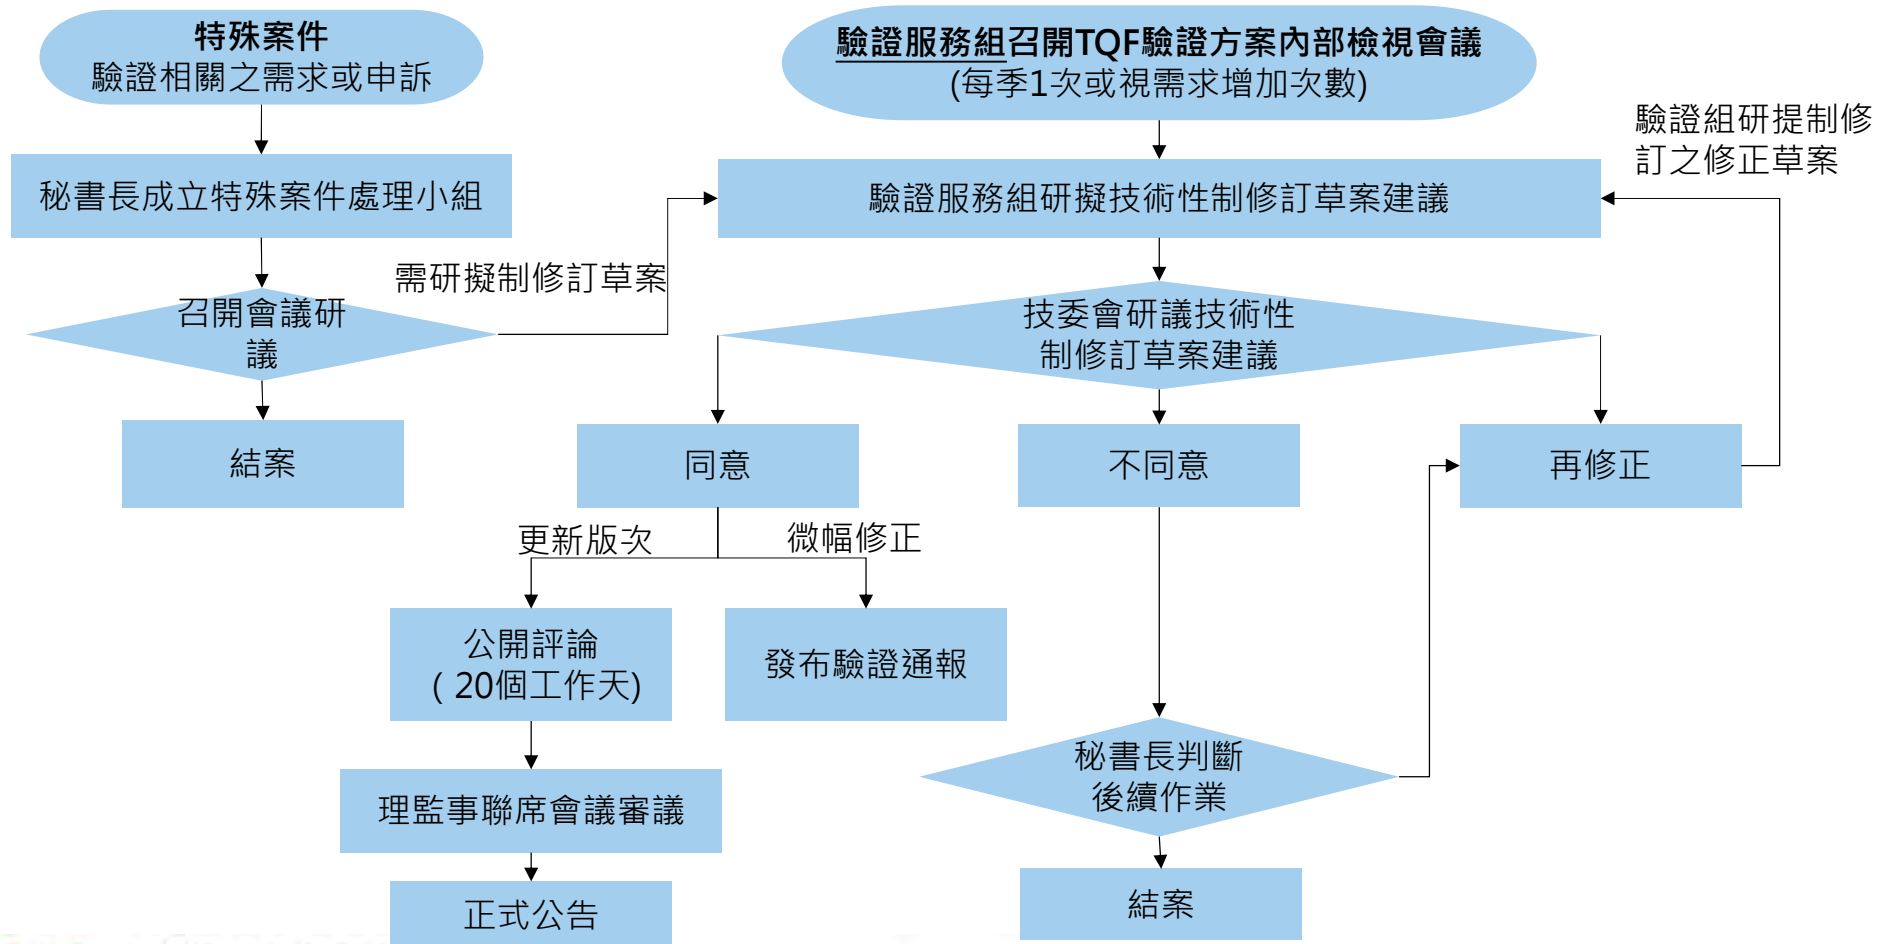 特殊案件
驗證相關之需求或申訴
驗證服務組召開TQF驗證方案內部檢視會議
(每季1次或視需求增加次數)
驗證組研提制修
訂之修正草案
秘書長成立特殊案件處理小組
驗證服務組研擬技術性制修訂草案建議
需研擬制修訂草案
召開會議研
議
技委會研議技術性
制修訂草案建議
結案
同意
不同意
再修正
更新版次
微幅修正
公開評論
( 20個工作天)
發布驗證通報
秘書長判斷
後續作業
理監事聯席會議審議
正式公告
結案